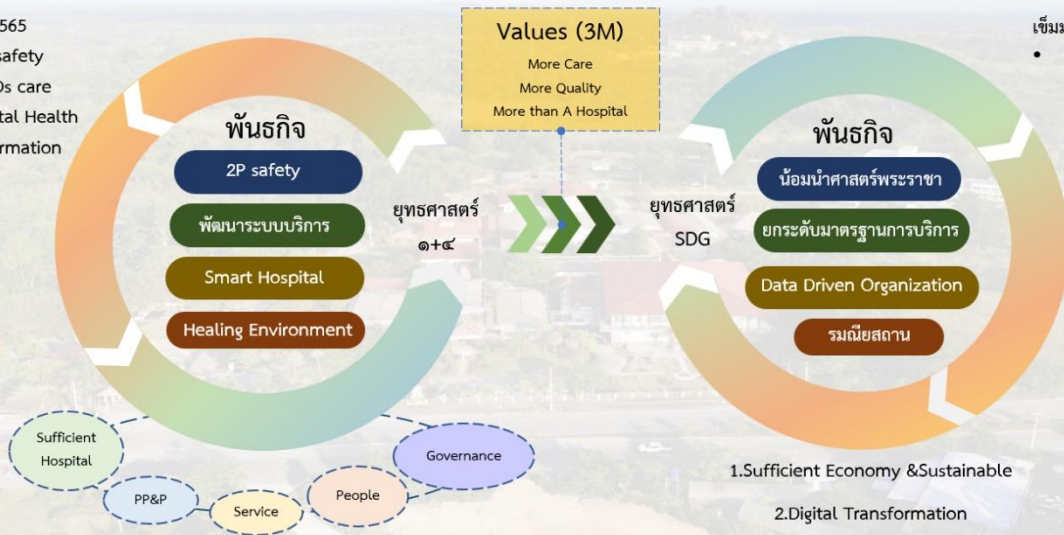 565
safety
Ds care
tal Health
rmation
Values (3M)
More Care
More Quality
More than A Hospital
พันธกิจ
2P safety
พัฒนาระบบบริการ
Smart Hospital
Healing Environment
ยุทธศาสตร์
๑+๔
ยุทธศาสตร์
SDG
พันธกิจ
น้อมนำศาสตร์พระราชา
ยกระดับมาตรฐานการบริการ
Data Driven Organization
รมณียสถาน
Sufficient
Hospital
PP&P
Service
People
Governance
1.Sufficient Economy &Sustainable
2.Digital Transformation